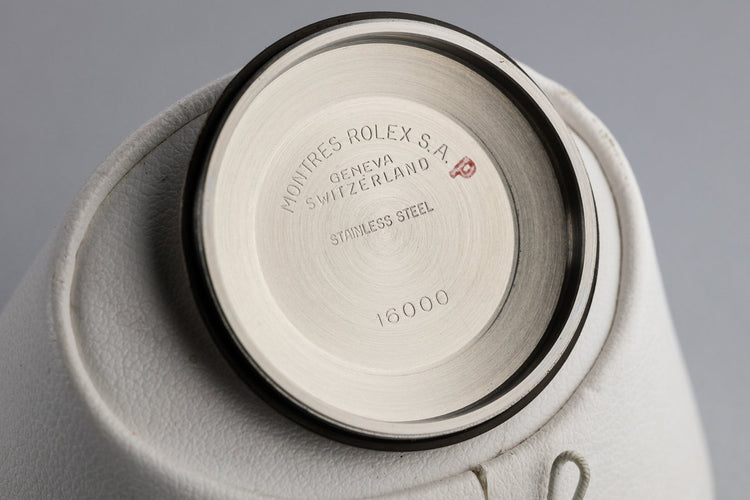 MONTRES ROLEX S.A.
GENEVA
SWITZERLAND
STAINLESS STEEL
16000